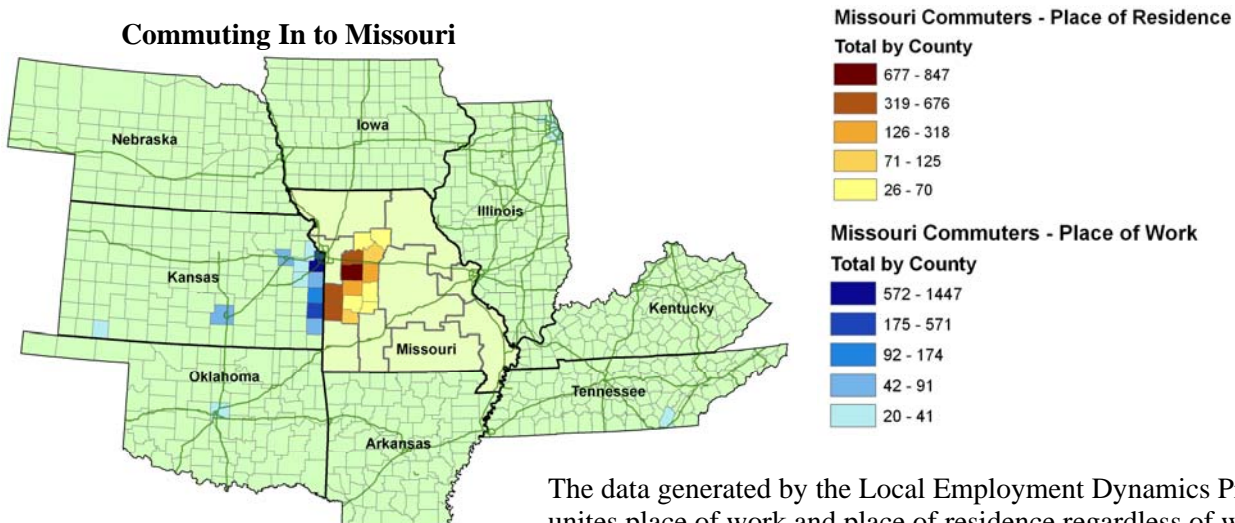 Commuting In to Missouri
Missouri Commuters - Place of Residence
Total by County
677 - 847
319 - 676
126 - 318
71 - 125
26 - 70
Missouri Commuters - Place of Work
Total by County
572 - 1447
175 - 571
92 - 174
42 - 91
20 - 41
Nebraska
Iowa
Illinois
Kansas
Kentucky
Missouri
Oklahoma
Tennessee
Arkansas
The data generated by the Local Employment Dynamics P
unites place of work and place of residence regardless of w